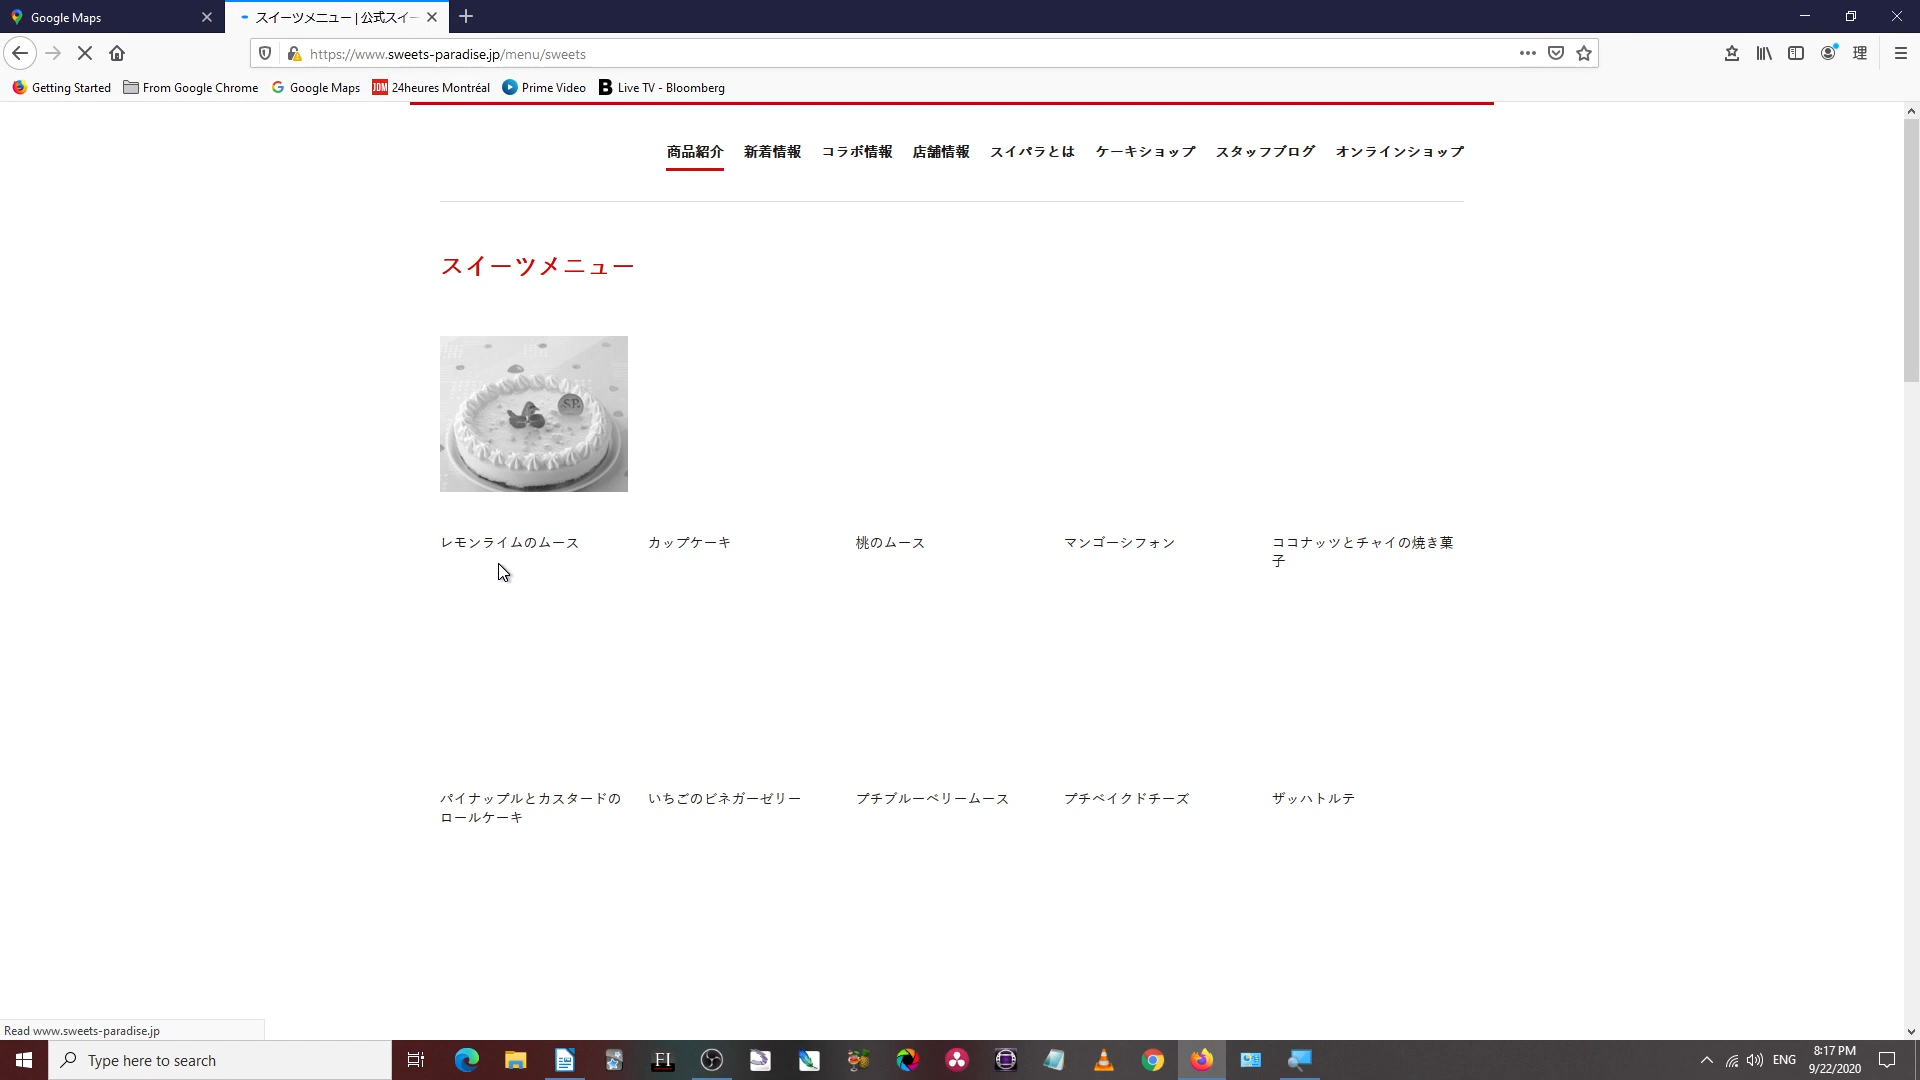 Google Maps
スイーツメニュー | 公式スイー
https://www.sweets-paradise.jp/menu/sweets
理
Getting Started
From Google Chrome
Google Maps
JDM 24heures Montréal
Prime Video
B Live TV - Bloomberg
商品紹介 新着情報 コラボ情報 店舗情報 スイパラとは ケーキショップ スタッフブログ オンラインショップ
スイーツメニュー
レモンライムのムース
カップケーキ
桃のムース
マンゴーシフォン
ココナッツとチャイの焼き菓
子
パイナップルとカスタードの
ロールケーキ
いちごのビネガーゼリー
プチブルーベリームース
プチベイクドチーズ
ザッハトルテ
Read www.sweets-paradise.jp
Type here to search
FI
ENG
8:17 PM
9/22/2020